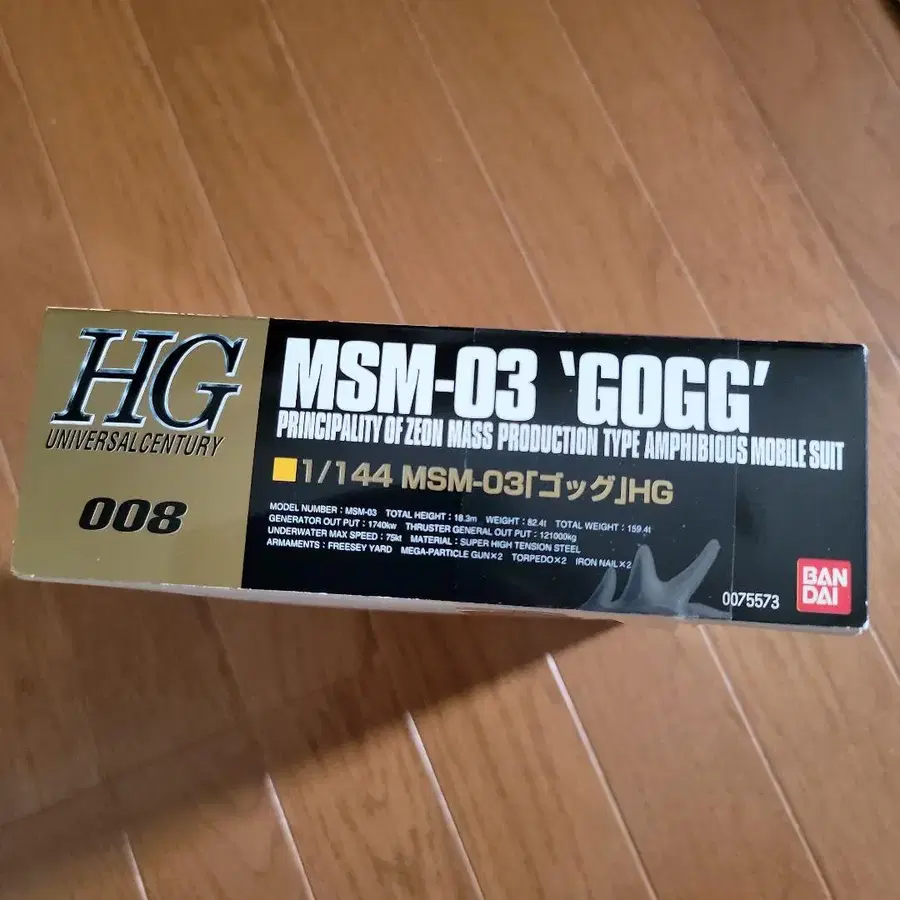 HG
UNIVERSALCENTURY
008
MSM-03 'GOGG'
PRINCIPALITY OF ZEON MASS PRODUCTION TYPE AMPHIBIOUS MOBILE SUIT
1/144 MSM-03「ゴッグ」HG
MODEL NUMBER : MSM-03 TOTAL HEIGHT : 18.3m WEIGHT : 82.4t TOTAL WEIGHT : 159.4t
GENERATOR OUT PUT : 1740kw THRUSTER GENERAL OUT PUT : 121000kg
UNDERWATER MAX SPEED : 75kt MATERIAL : SUPER HIGH TENSION STEEL
ARMAMENTS : FREESEY YARD MEGA-PARTICLE GUN×2 TORPEDO×2 IRON NAIL×2
0075573
BAN
DAI